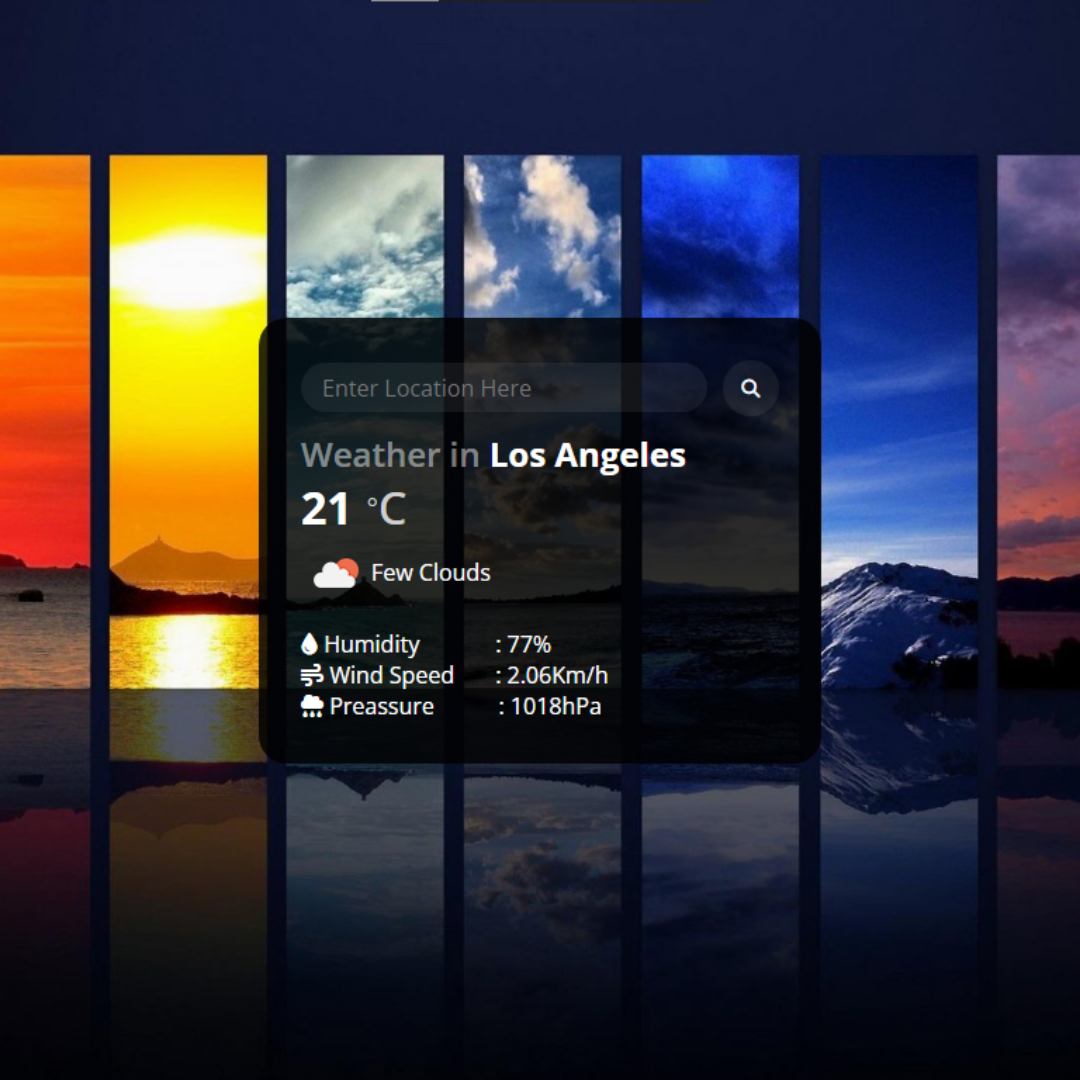 Enter Location Here
Weather in Los Angeles
21 °C
Few Clouds
Humidity : 77%
Wind Speed : 2.06Km/h
Preassure : 1018hPa